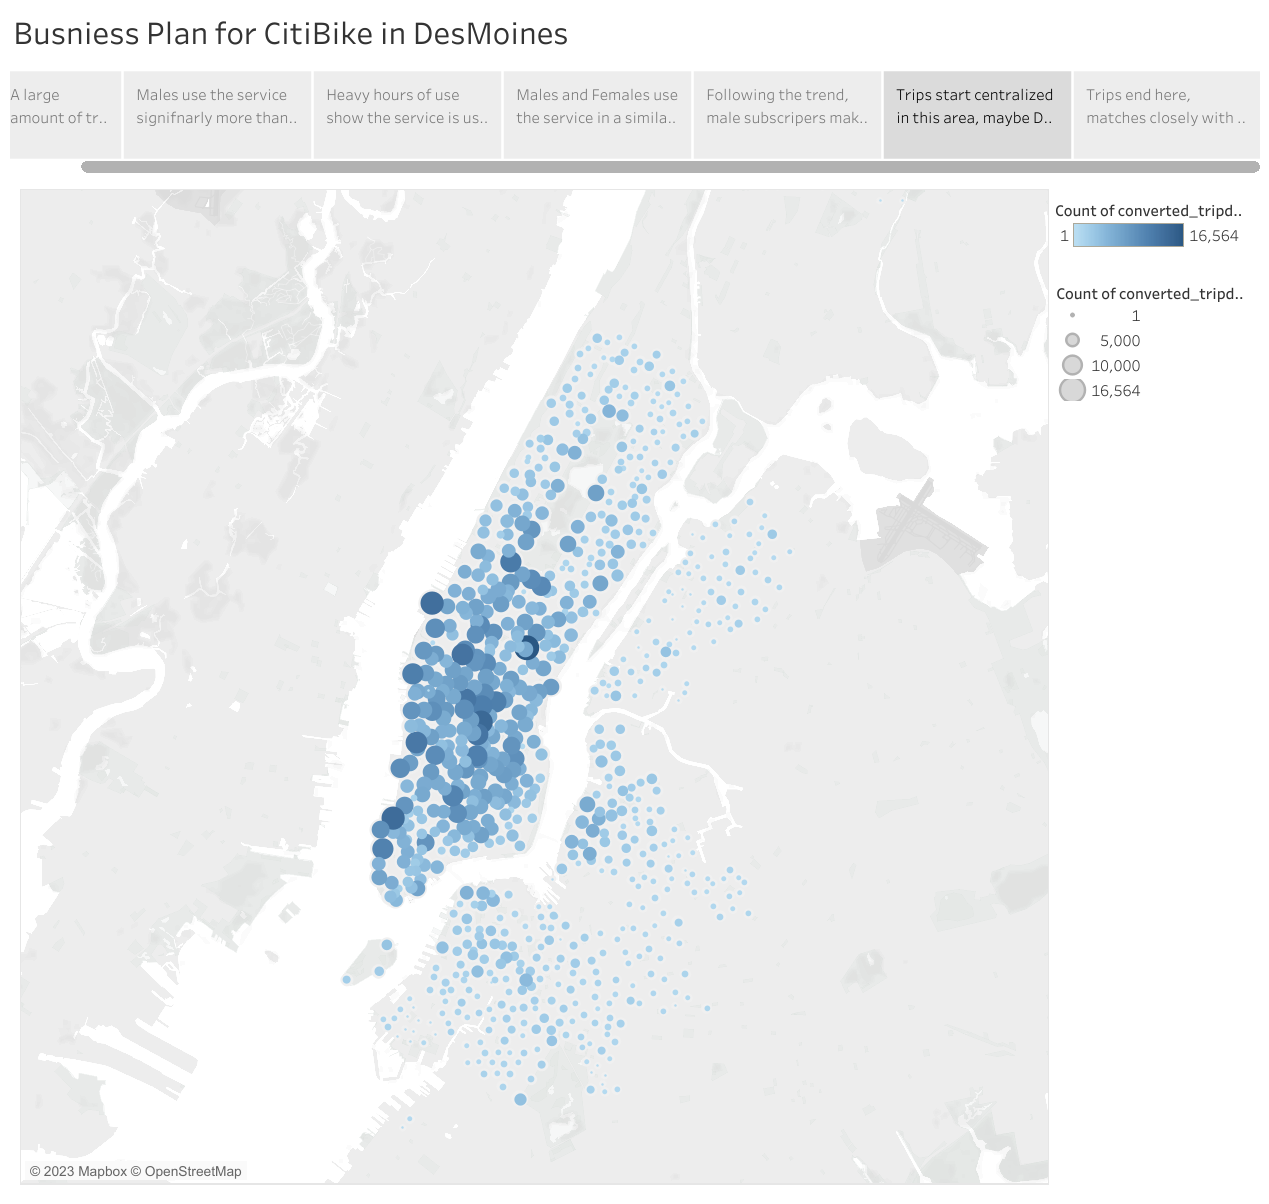 Busniess Plan for CitiBike in DesMoines
A large
amount of tr..
Males use the service
signifnarly more than..
Heavy hours of use
show the service is us..
Males and Females use
the service in a simila..
Following the trend,
male subscripers mak..
Trips start centralized
in this area, maybe D..
Trips end here,
matches closely with ..
Count of converted_tripd..
1 16,564
Count of converted_tripd..
1
5,000
10,000
16,564
© 2023 Mapbox © OpenStreetMap